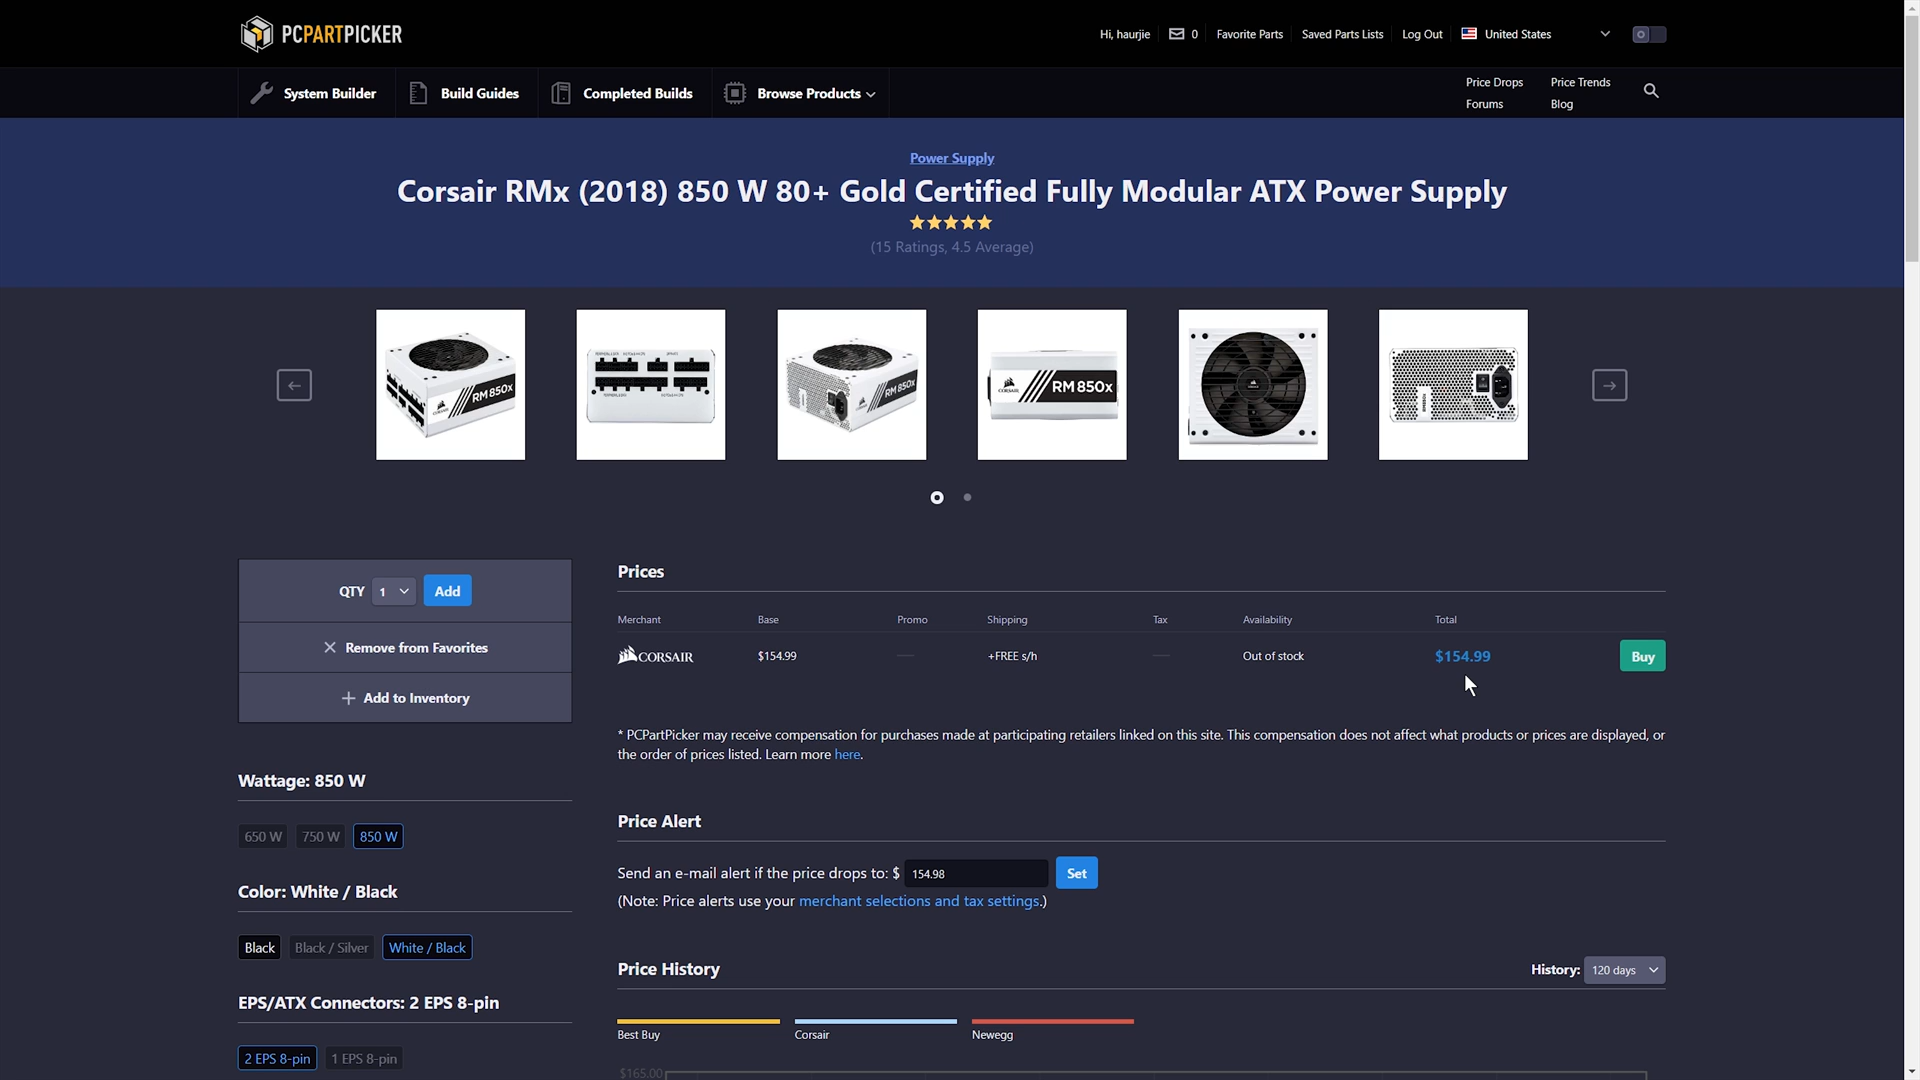 PCPARTPICKER
Hi, haurjie
0
Favorite Parts
Saved Parts Lists
Log Out
United States
System Builder
Build Guides
Completed Builds
Browse Products
Price Drops
Price Trends
Forums
Blog
Power Supply
Corsair RMx (2018) 850 W 80+ Gold Certified Fully Modular ATX Power Supply
(15 Ratings, 4.5 Average)
RM850x
RM850x
CORSAIR
RM850x
QTY 1 Add
Remove from Favorites
Add to Inventory
Wattage: 850 W
650 W 750 W 850 W
Color: White / Black
Black Black / Silver White / Black
EPS/ATX Connectors: 2 EPS 8-pin
2 EPS 8-pin 1 EPS 8-pin
Prices
Merchant Base Promo Shipping Tax Availability Total
CORSAIR $154.99 — +FREE s/h — Out of stock $154.99 Buy
* PCPartPicker may receive compensation for purchases made at participating retailers linked on this site. This compensation does not affect what products or prices are displayed, or
the order of prices listed. Learn more here.
Price Alert
Send an e-mail alert if the price drops to: $ 154.98 Set
(Note: Price alerts use your merchant selections and tax settings.)
Price History
History: 120 days
Best Buy Corsair Newegg
$165.00